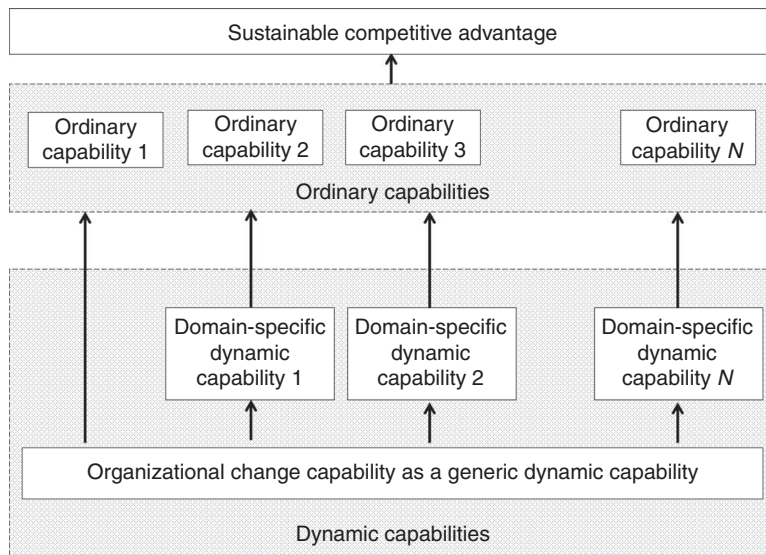 Sustainable competitive advantage
Ordinary
capability 1
Ordinary
capability 2
Ordinary
capability 3
Ordinary
capability N
Ordinary capabilities
Domain-specific
dynamic
capability 1
Domain-specific
dynamic
capability 2
Domain-specific
dynamic
capability N
Organizational change capability as a generic dynamic capability
Dynamic capabilities